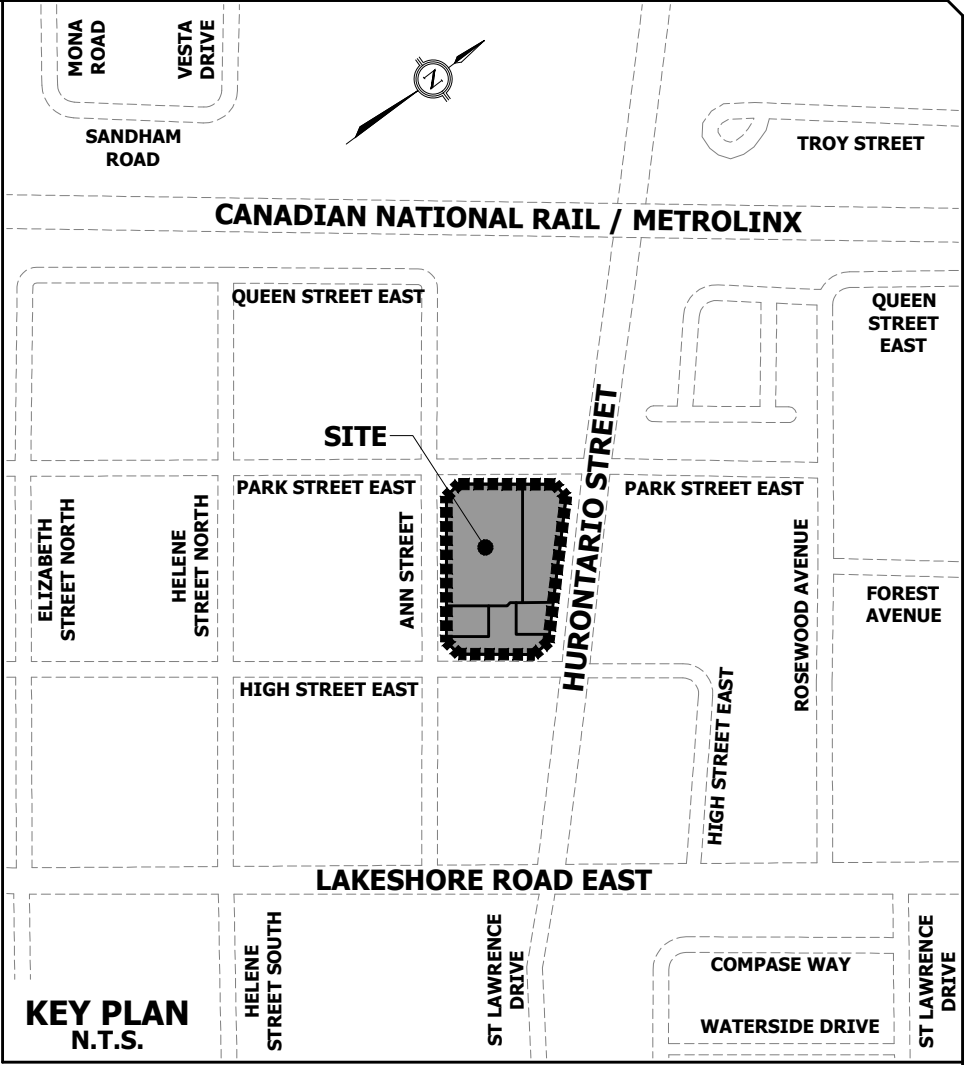 MONA
ROAD
VESTA
DRIVE
N
SANDHAM
ROAD
TROY STREET
CANADIAN NATIONAL RAIL / METROLINX
QUEEN STREET EAST
QUEEN
STREET
EAST
SITE
HURONTARIO STREET
PARK STREET EAST
PARK STREET EAST
ELIZABETH
STREET NORTH
HELENE
STREET NORTH
ANN STREET
ROSEWOOD AVENUE
FOREST
AVENUE
HIGH STREET EAST
HIGH STREET EAST
LAKESHORE ROAD EAST
HELENE
STREET SOUTH
ST LAWRENCE
DRIVE
COMPASE WAY
ST LAWRENCE
DRIVE
WATERSIDE DRIVE
KEY PLAN
N.T.S.